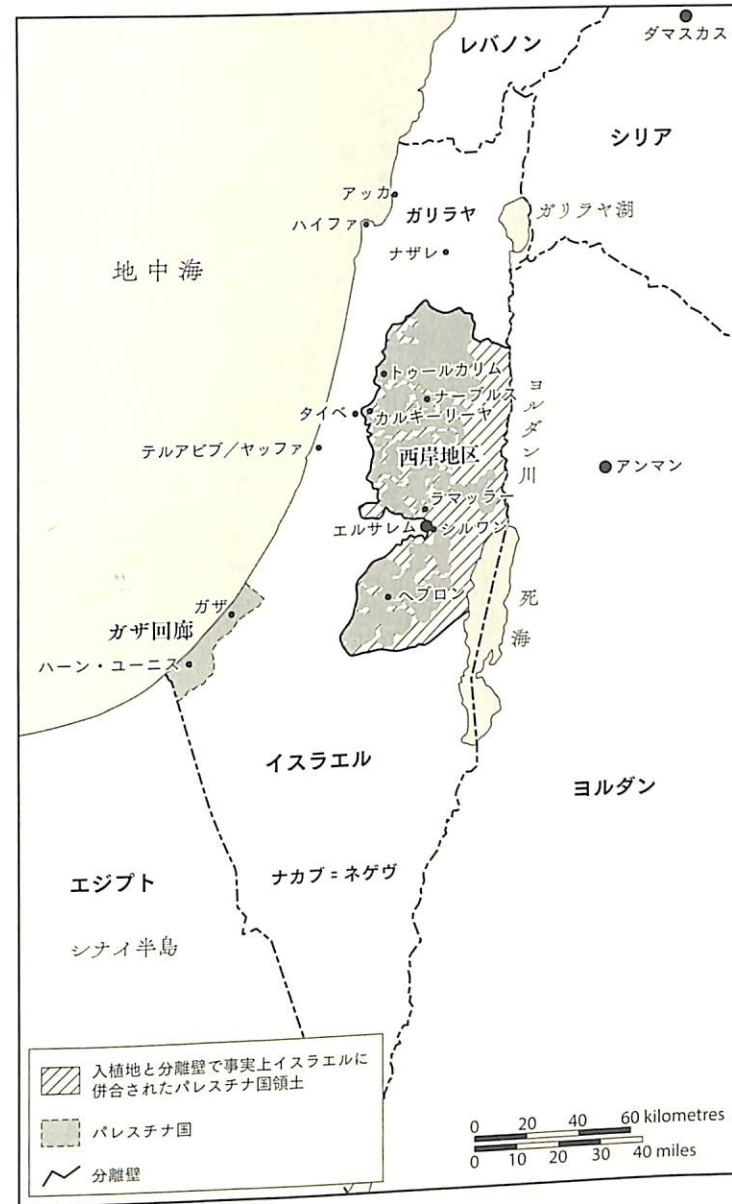 レバノン
ダマスカス
シリア
アッカ
ガリラヤ
ガリラヤ湖
ハイファ
ナザレ
地中海
トゥールカリム
ナーブルス
タイベ
カルキーリーヤ
ヨルダン川
テルアビブ/ヤッファ
西岸地区
アンマン
ラマッラー
エルサレム
シルワン
死海
ヘブロン
ガザ
ガザ回廊
ハーン・ユーニス
イスラエル
ヨルダン
エジプト
ナカブ=ネゲヴ
シナイ半島
入植地と分離壁で事実上イスラエルに
併合されたパレスチナ国領土
パレスチナ国
分離壁
0 20 40 60 kilometres
0 10 20 30 40 miles